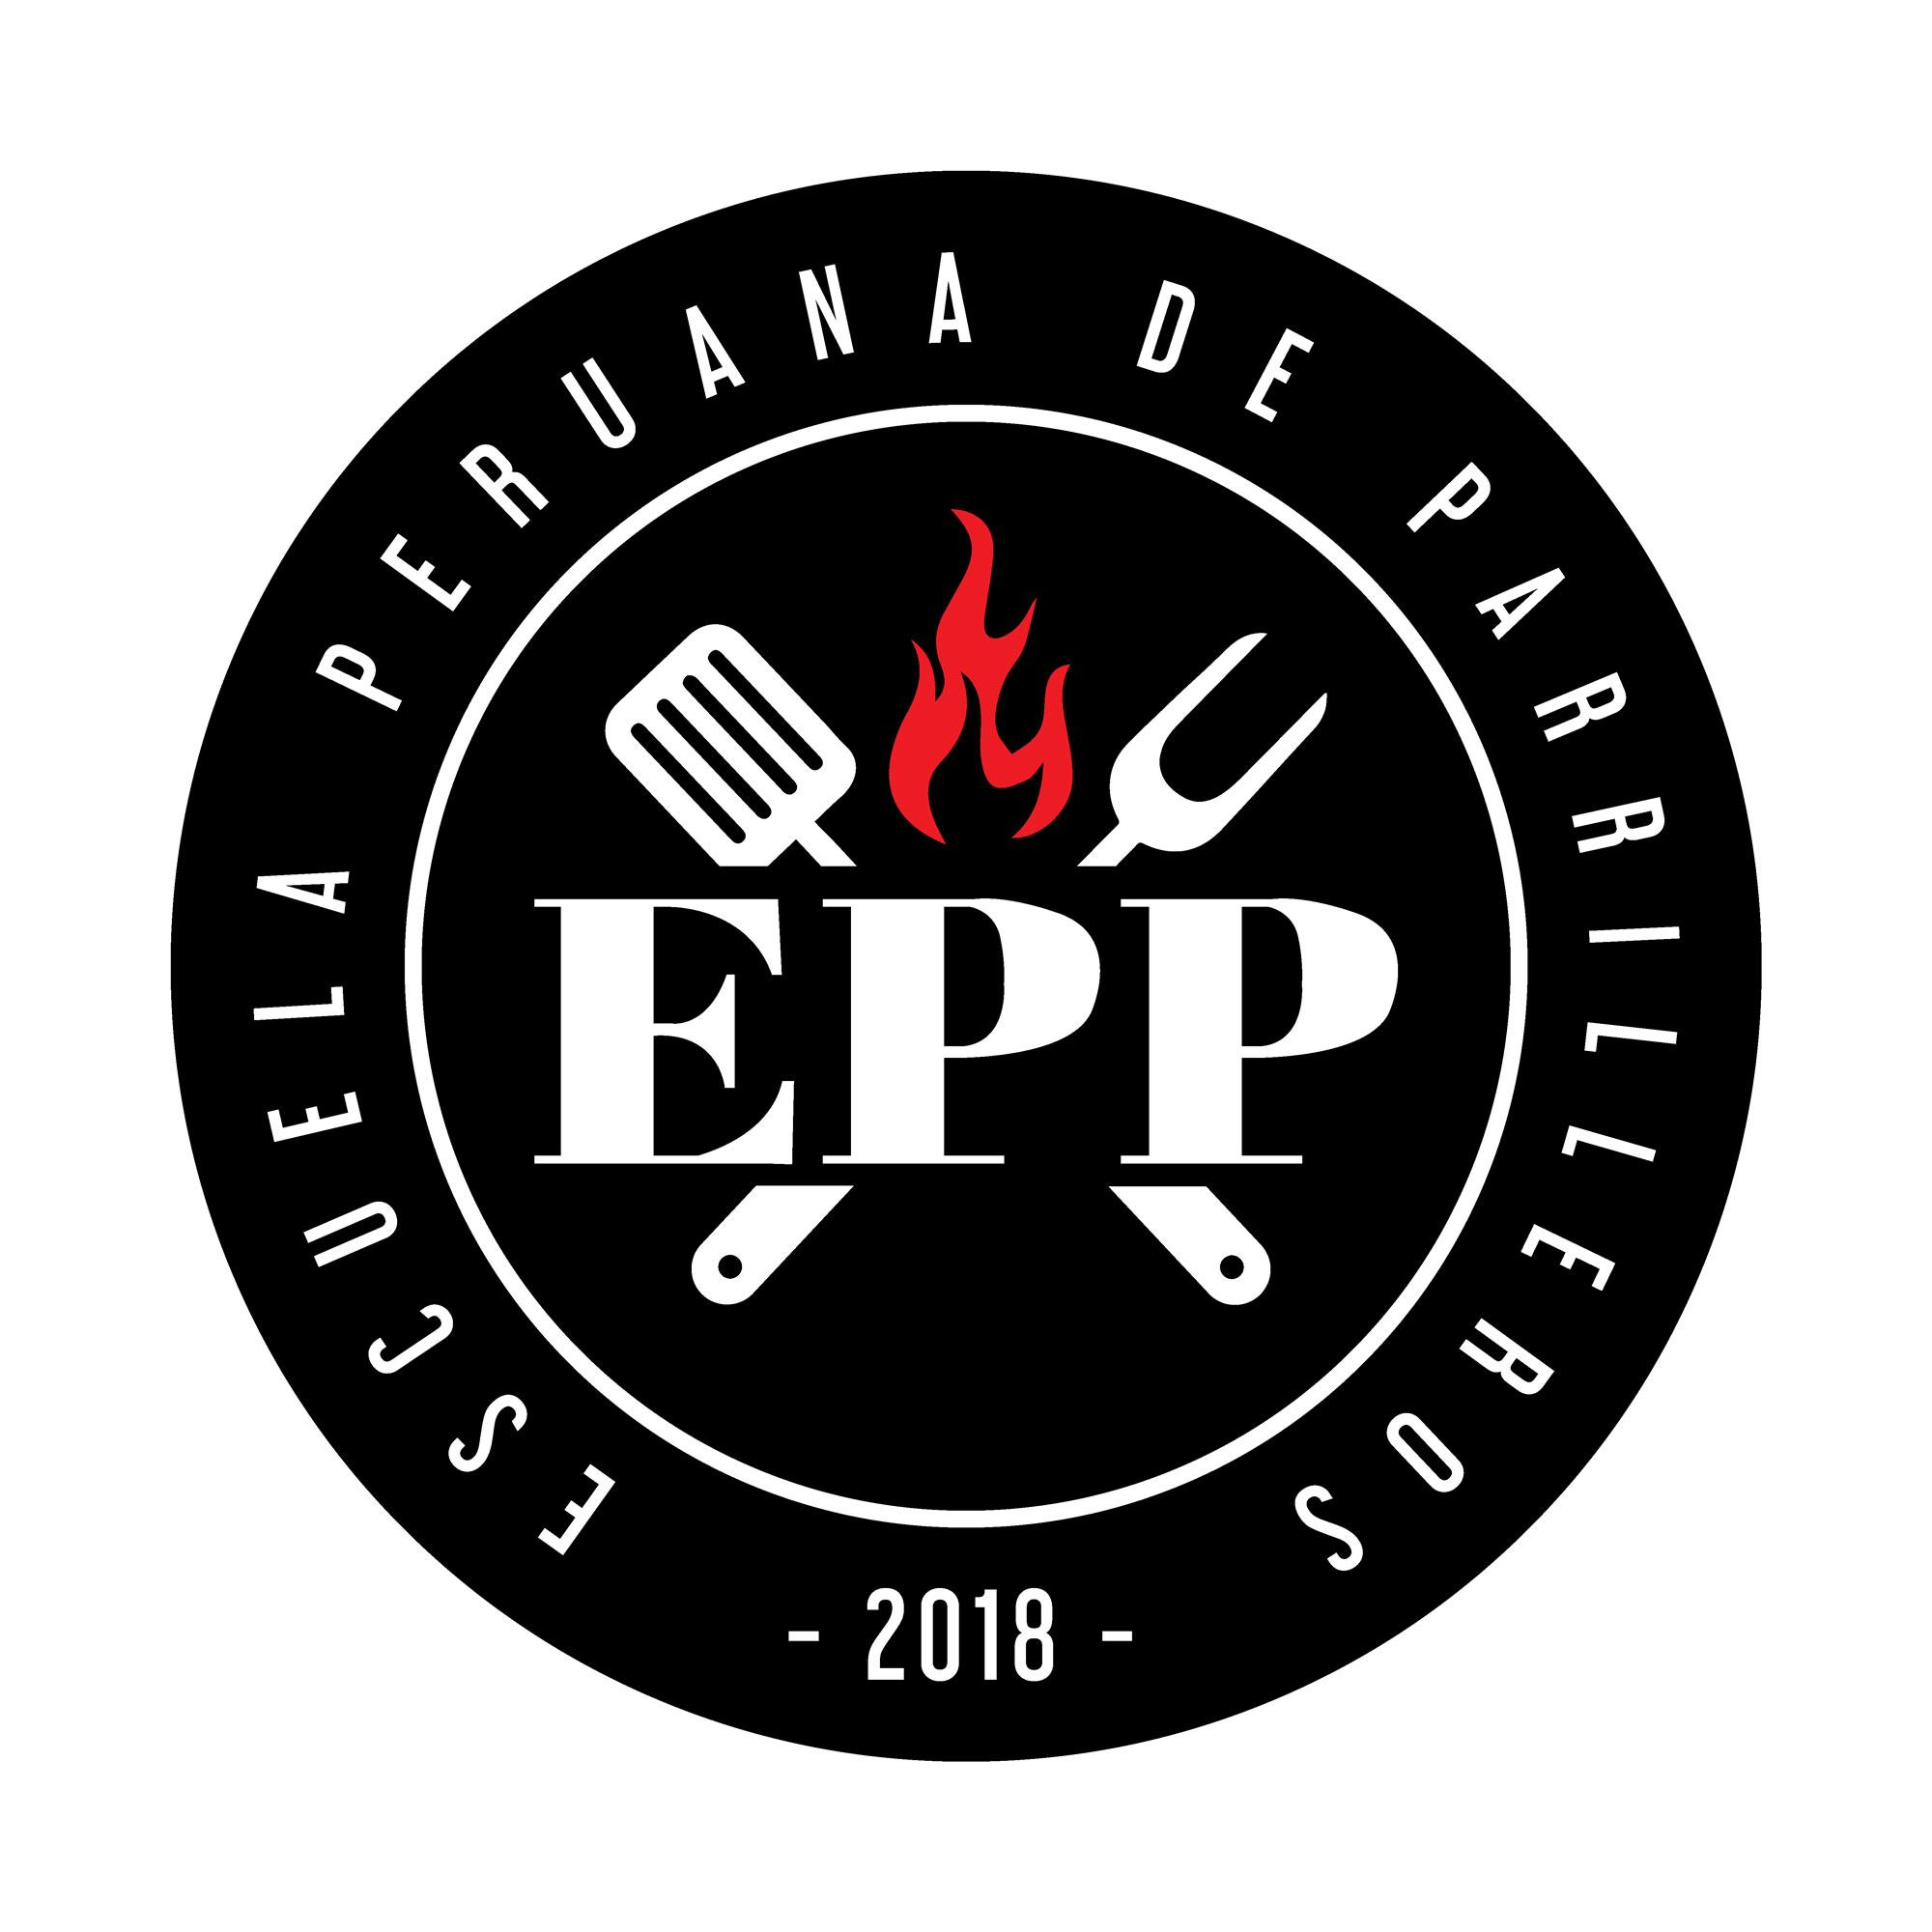 ESCUELA PERUANA DE PARRILLEROS
EPP
- 2018 -